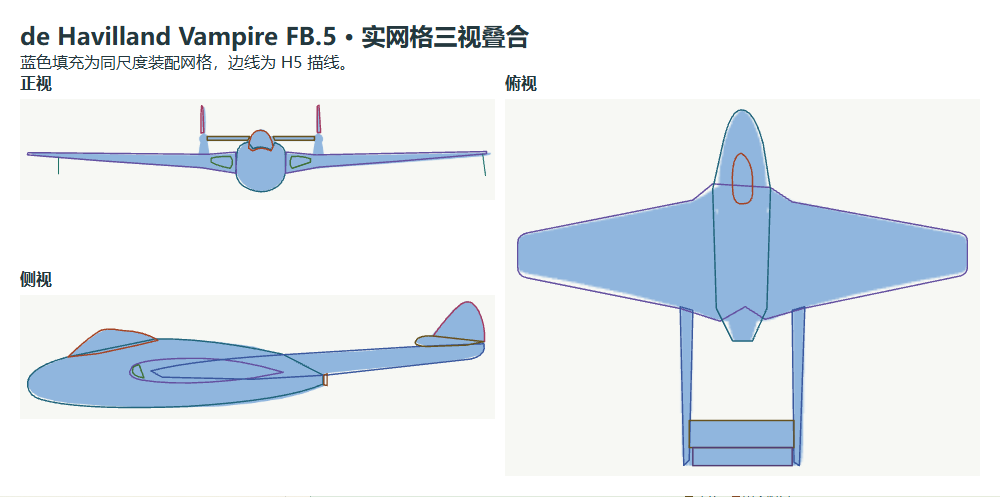 de Havilland Vampire FB.5 • 实网格三视叠合
蓝色填充为同尺度装配网格，边线为 H5 描线。
正视
俯视
侧视